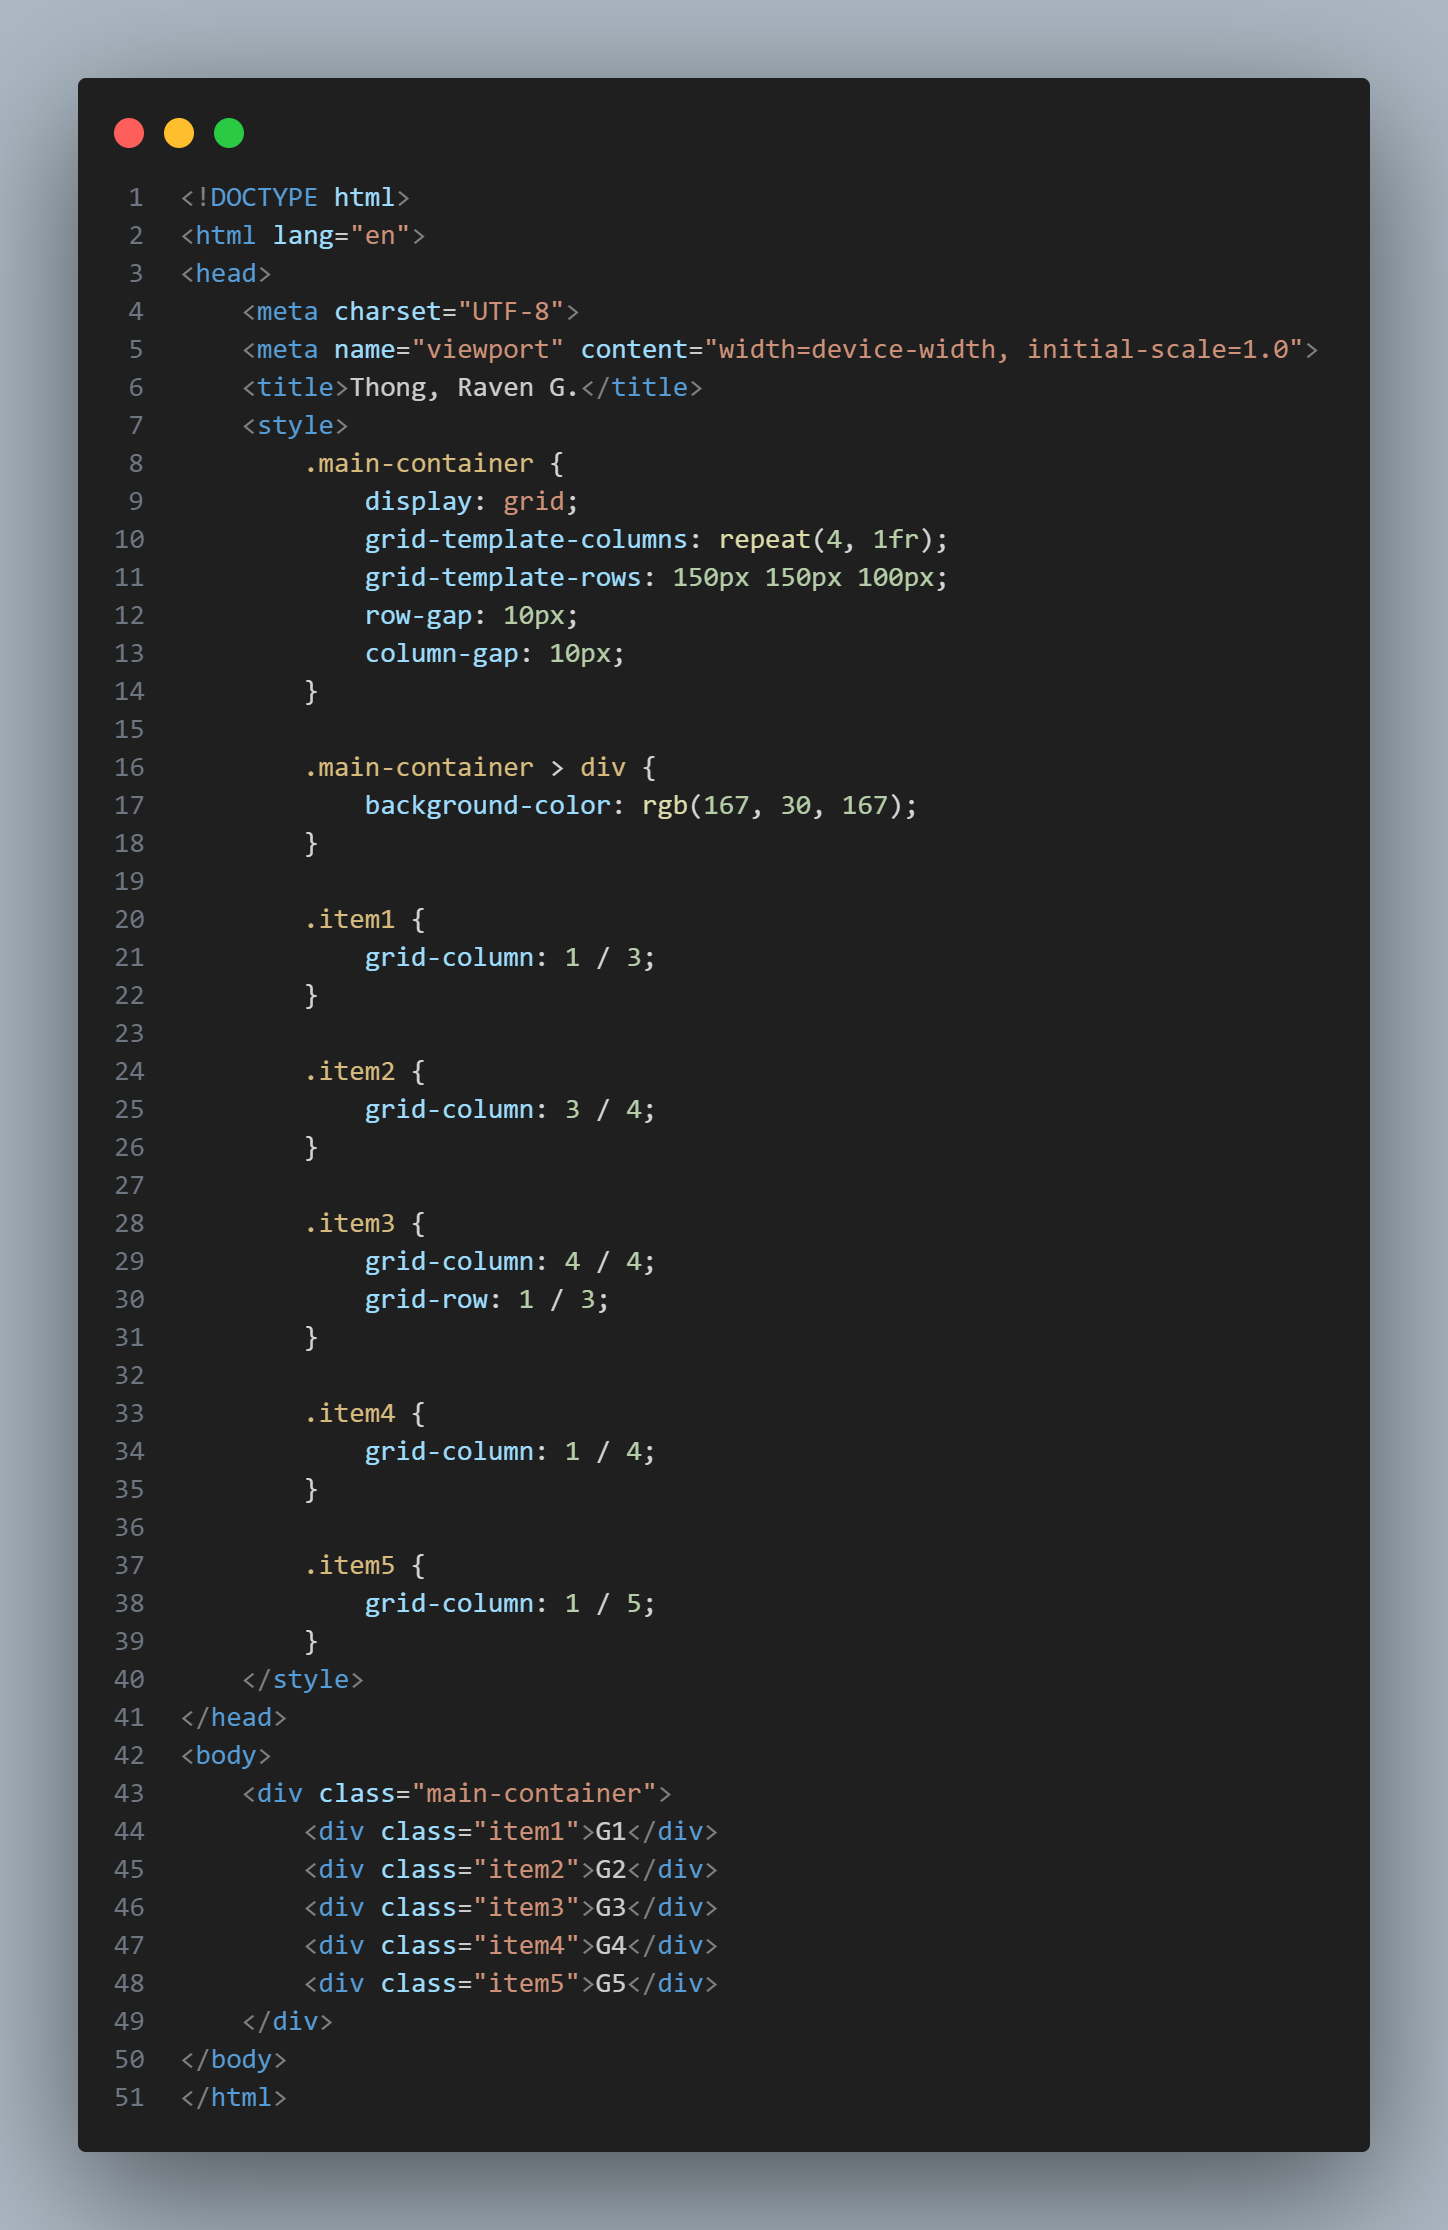 1 <!DOCTYPE html>
2 <html lang="en">
3 <head>
4     <meta charset="UTF-8">
5     <meta name="viewport" content="width=device-width, initial-scale=1.0">
6     <title>Thong, Raven G.</title>
7     <style>
8         .main-container {
9             display: grid;
10             grid-template-columns: repeat(4, 1fr);
11             grid-template-rows: 150px 150px 100px;
12             row-gap: 10px;
13             column-gap: 10px;
14         }
15
16         .main-container > div {
17             background-color: rgb(167, 30, 167);
18         }
19
20         .item1 {
21             grid-column: 1 / 3;
22         }
23
24         .item2 {
25             grid-column: 3 / 4;
26         }
27
28         .item3 {
29             grid-column: 4 / 4;
30             grid-row: 1 / 3;
31         }
32
33         .item4 {
34             grid-column: 1 / 4;
35         }
36
37         .item5 {
38             grid-column: 1 / 5;
39         }
40     </style>
41 </head>
42 <body>
43     <div class="main-container">
44         <div class="item1">G1</div>
45         <div class="item2">G2</div>
46         <div class="item3">G3</div>
47         <div class="item4">G4</div>
48         <div class="item5">G5</div>
49     </div>
50 </body>
51 </html>